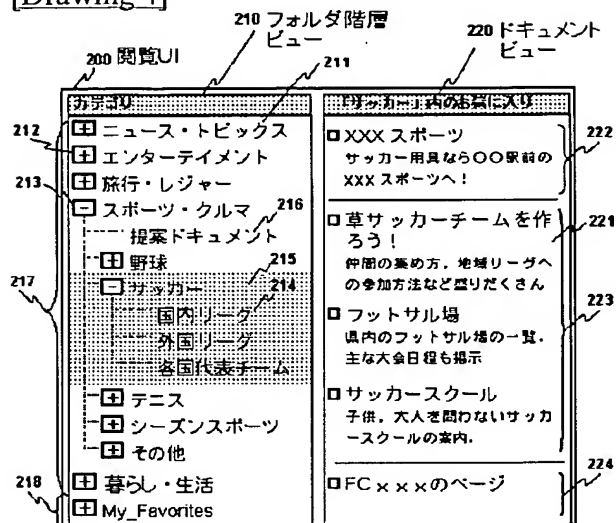 [Drawing 4]
210 フォルダ階層
ビュー
220 ドキュメント
ビュー
200 閲覧UI
211
カテゴリ
「サッカー」内のお気に入り
212
213
217
218
ニュース・トピックス
エンターテイメント
旅行・レジャー
スポーツ・クルマ
216
提案ドキュメント
野球
215
サッカー
214
国内リーグ
外国リーグ
各国代表チーム
テニス
シーズンスポーツ
その他
暮らし・生活
My_Favorites
XXX スポーツ
サッカー用具なら〇〇駅前の
XXX スポーツへ!
222
草サッカーチームを作
ろう!
221
仲間の集め方，地域リーグへ
の参加方法など盛りだくさん
フットサル場
223
県内のフットサル場の一覧．
主な大会日程も掲示
サッカースクール
子供，大人を問わないサッカ
ースクールの案内．
224
FC×××のページ